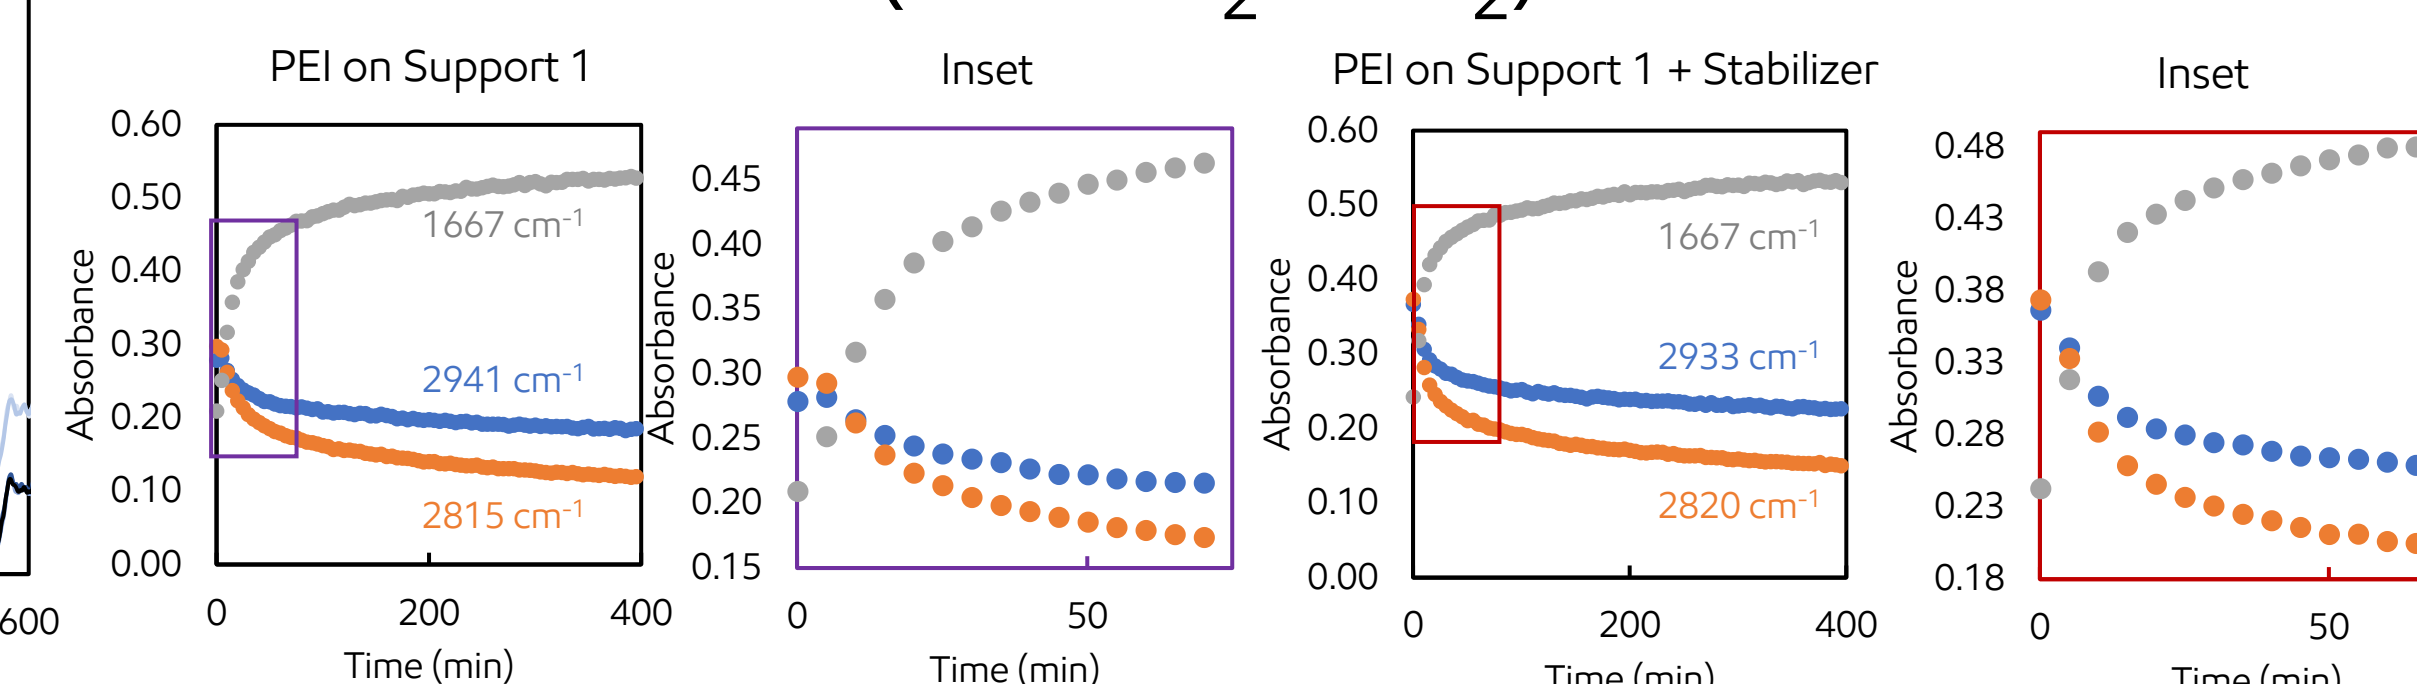 2 2)
PEI on Support 1
0.60
0.50
0.40
0.30
0.20
0.10
0.00
Absorbance
1667 cm-1
2941 cm-1
2815 cm-1
0 200 400
Time (min)
600
Inset
0.45
0.40
0.35
0.30
0.25
0.20
0.15
Absorbance
0 50
Time (min)
PEI on Support 1 + Stabilizer
0.60
0.50
0.40
0.30
0.20
0.10
0.00
Absorbance
1667 cm-1
2933 cm-1
2820 cm-1
0 200 400
Time (min)
Inset
0.48
0.43
0.38
0.33
0.28
0.23
0.18
Absorbance
0 50
Time (min)